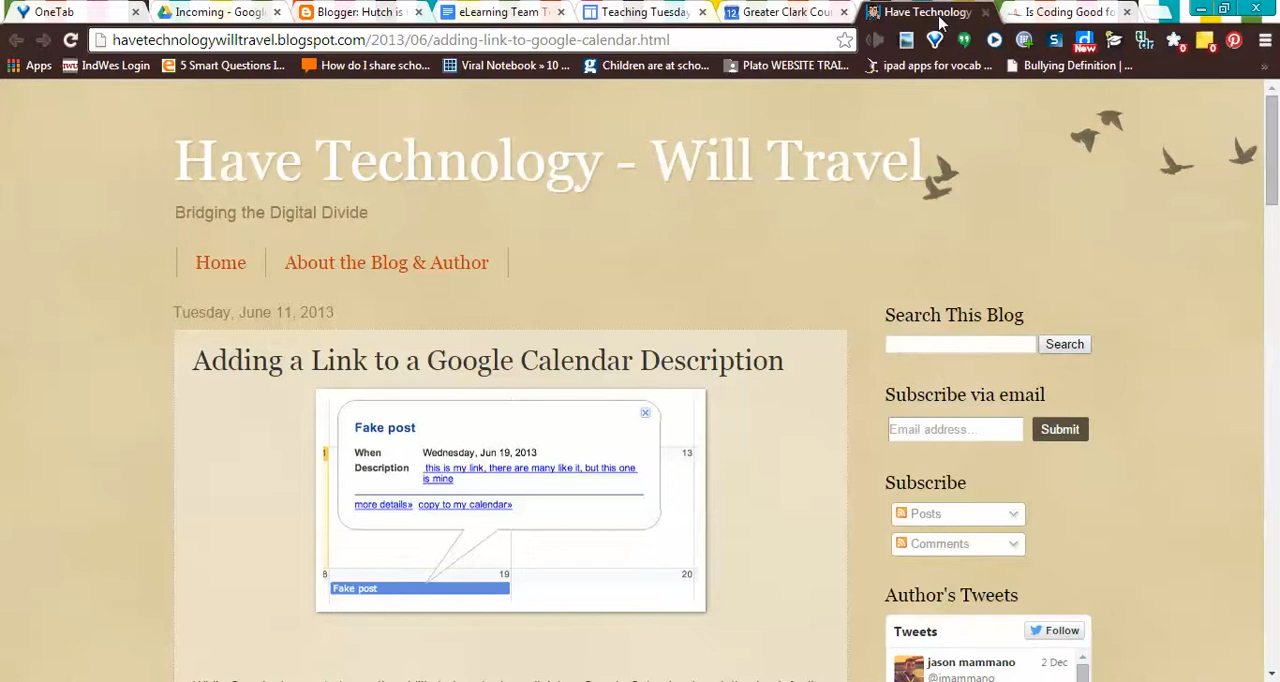 OneTab
Incoming - Google
Blogger: Hutch is
eLearning Team T
Teaching Tuesday
Greater Clark Cou
Have Technology
Is Coding Good fo
havetechnologywilltravel.blogspot.com/2013/06/adding-link-to-google-calendar.html
Apps
IndWes Login
5 Smart Questions I...
How do I share scho...
Viral Notebook » 10 ...
Children are at scho...
Plato WEBSITE TRAI...
ipad apps for vocab ...
Bullying Definition | ...
Have Technology - Will Travel
Bridging the Digital Divide
Home
About the Blog & Author
Tuesday, June 11, 2013
Adding a Link to a Google Calendar Description
Fake post
When Wednesday, Jun 19, 2013
Description this is my link, there are many like it, but this one
is mine
more details» copy to my calendar»
13
8
19
20
Fake post
Search This Blog
Search
Subscribe via email
Email address...
Submit
Subscribe
Posts
Comments
Author's Tweets
Tweets
Follow
jason mammano
2 Dec
@jmammano